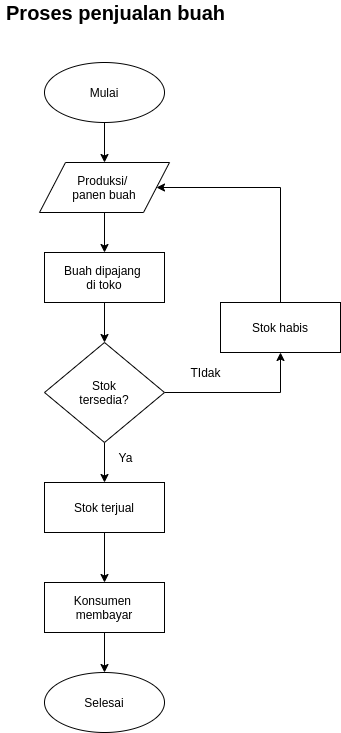 Proses penjualan buah
Mulai
Produksi/
panen buah
Buah dipajang
di toko
Stok habis
Stok
tersedia?
TIdak
Ya
Stok terjual
Konsumen
membayar
Selesai